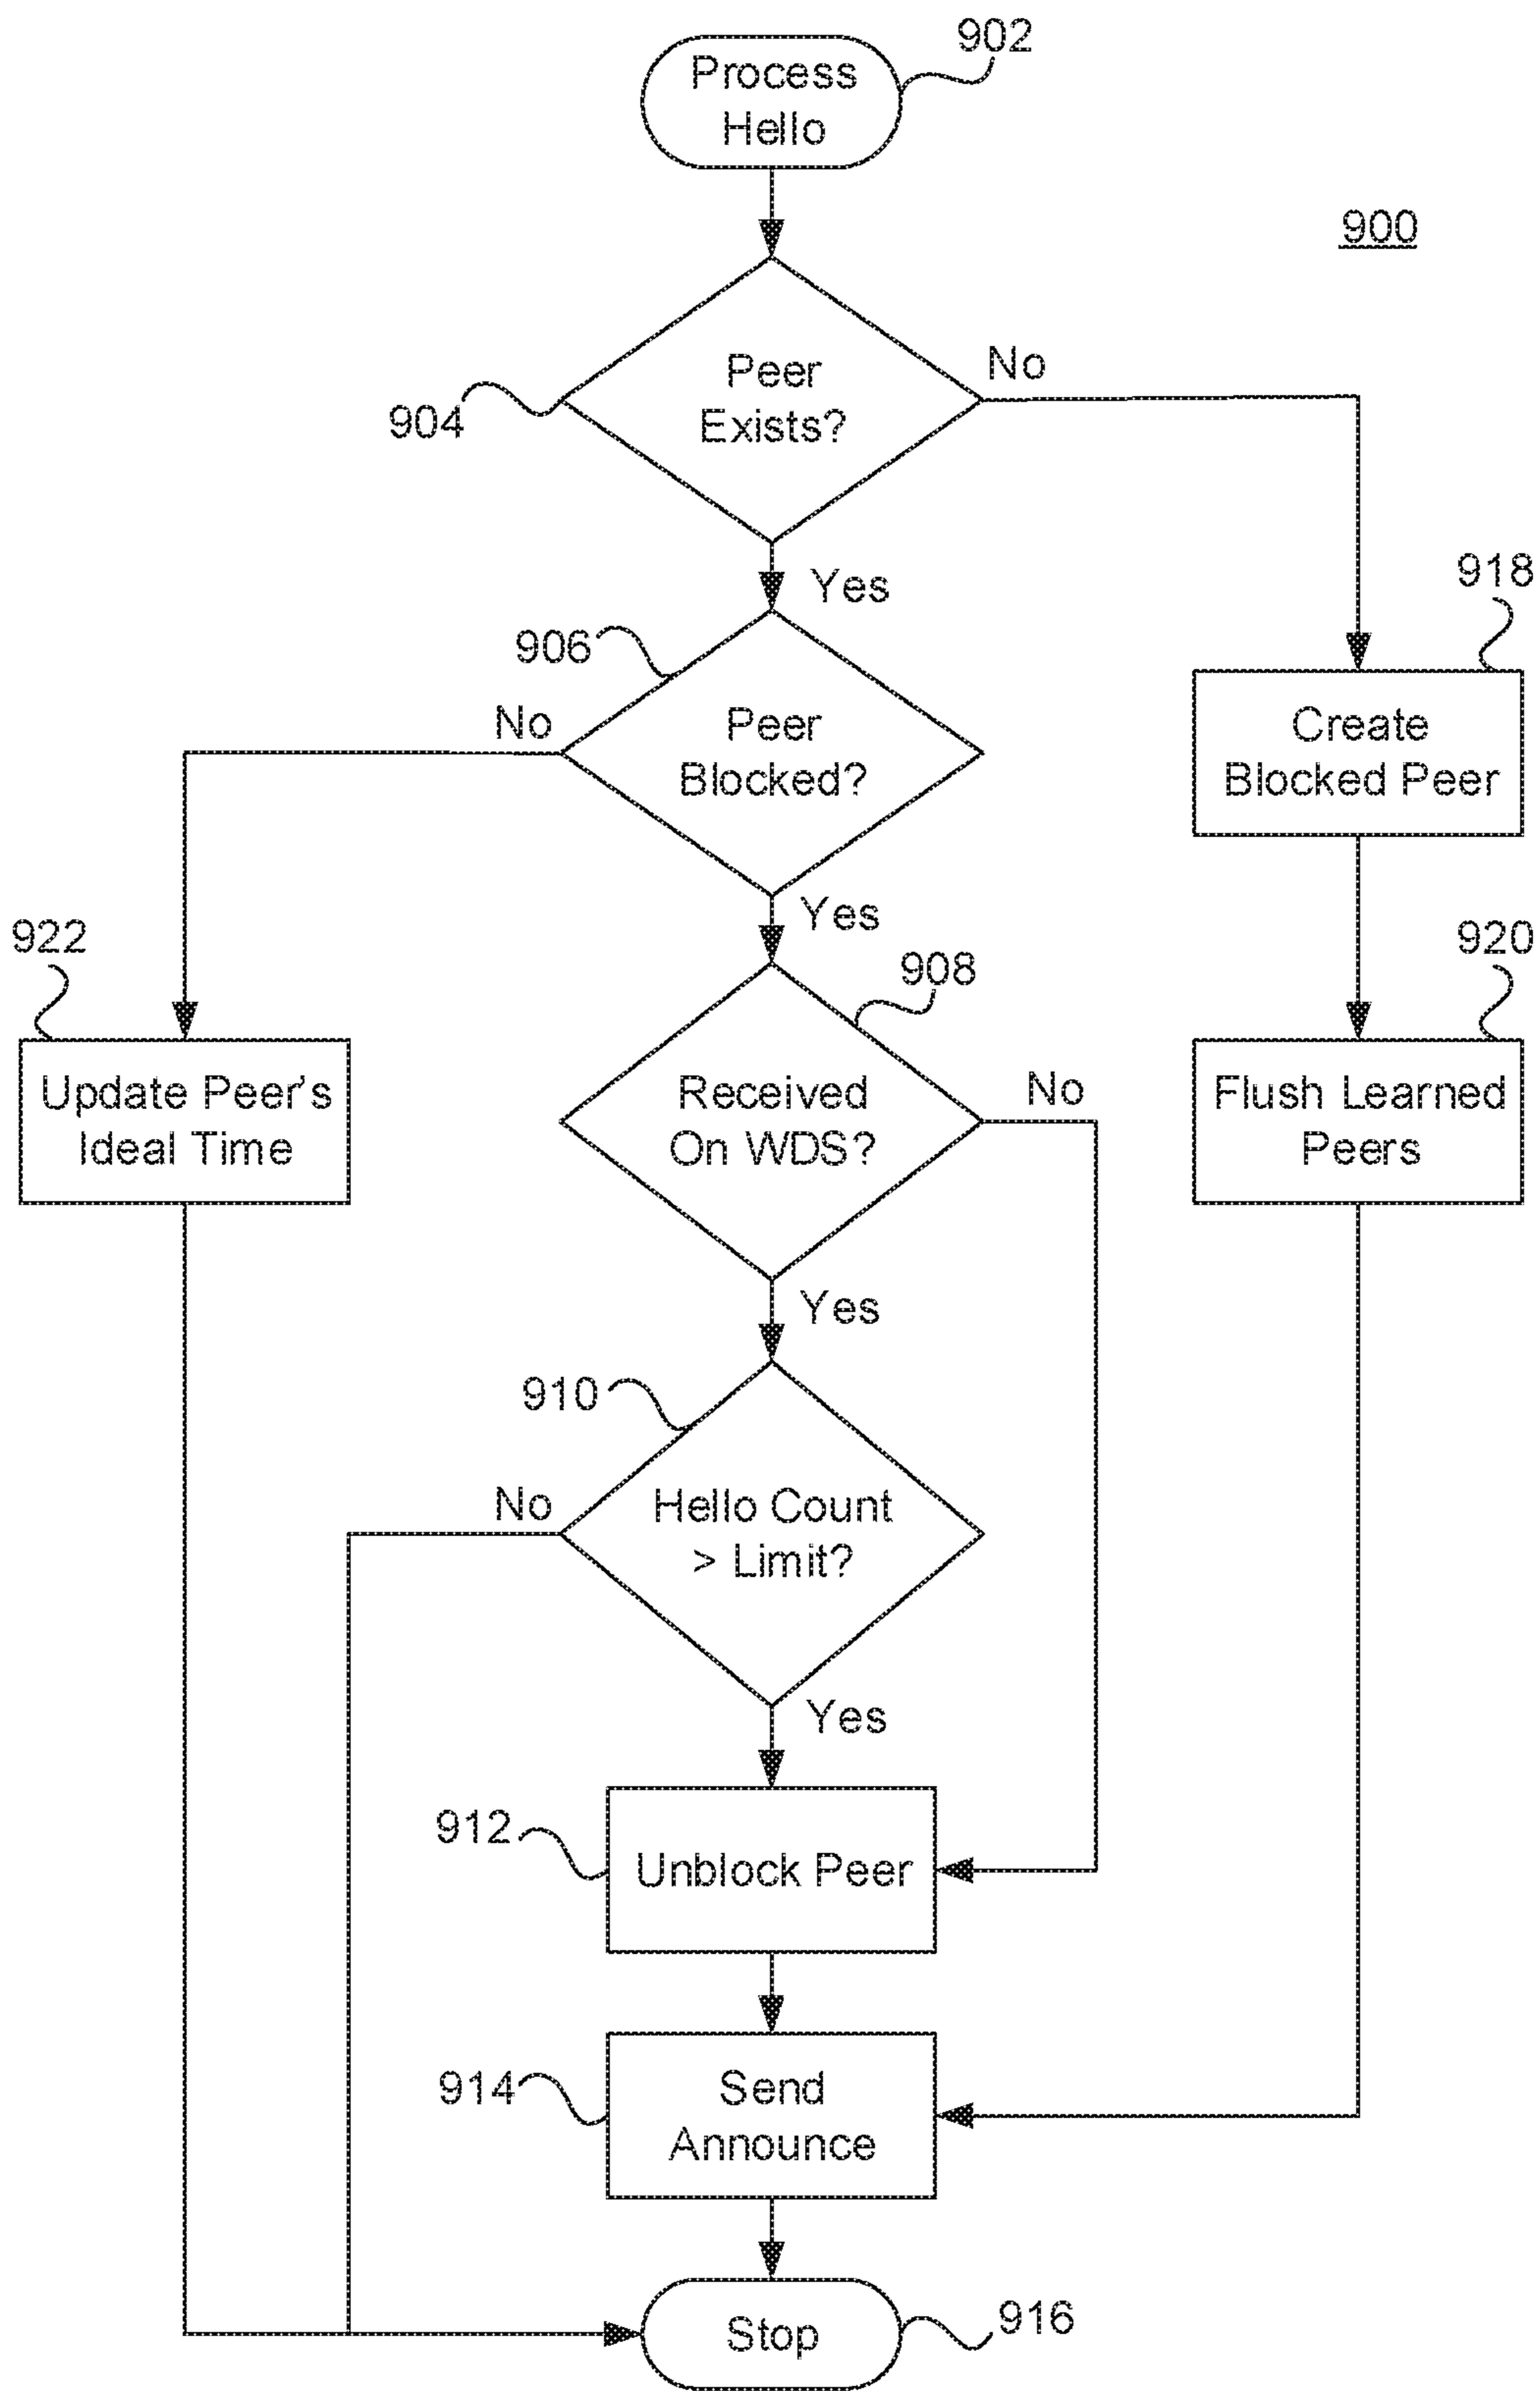 902
Process
Hello
900
Peer
Exists?
No
904
Yes
918
906
No
Peer
Blocked?
Create
Blocked Peer
Yes
922
908
920
Update Peer's
Ideal Time
Received
On WDS?
No
Flush Learned
Peers
Yes
910
No
Hello Count
> Limit?
Yes
912
Unblock Peer
914
Send
Announce
Stop
916